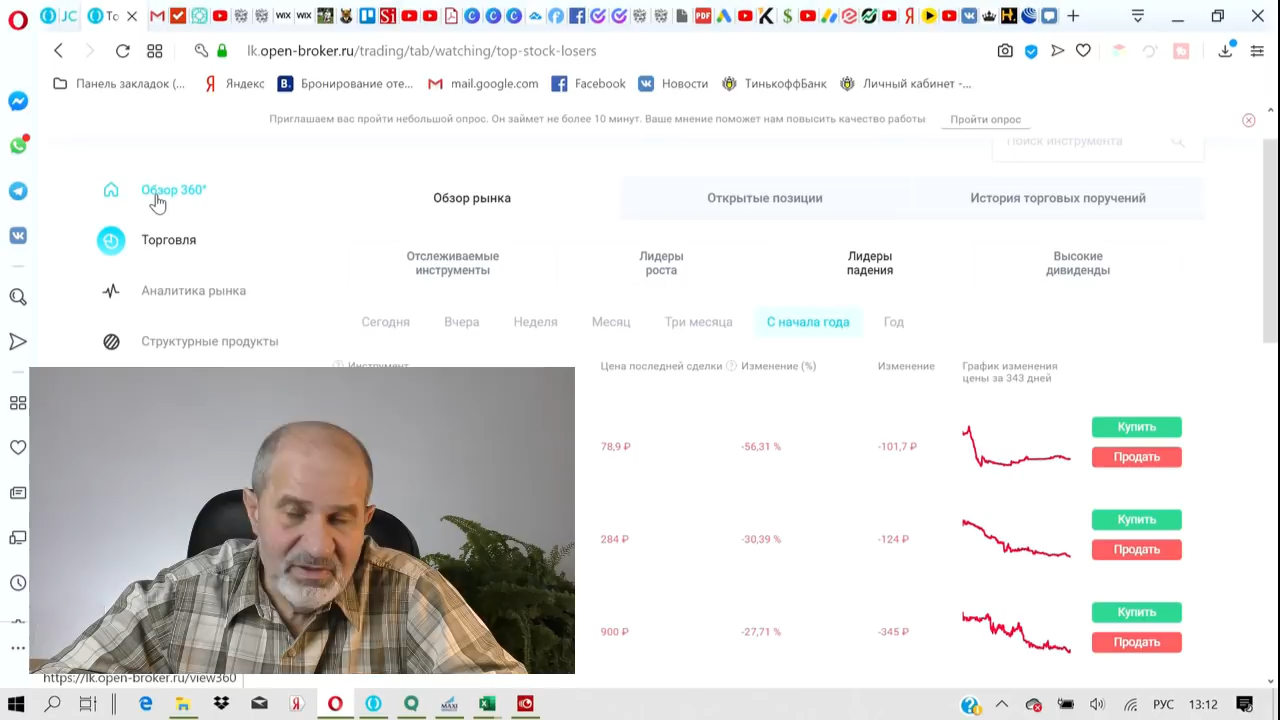 JC
To
lk.open-broker.ru/trading/tab/watching/top-stock-losers
Панель закладок (...
Яндекс
Бронирование оте...
mail.google.com
Facebook
Новости
ТинькоффБанк
Личный кабинет -...
Приглашаем вас пройти небольшой опрос. Он займет не более 10 минут. Ваше мнение поможет нам повысить качество работы
Пройти опрос
Поиск инструмента
Обзор 360°
Торговля
Аналитика рынка
Структурные продукты
Обзор рынка
Открытые позиции
История торговых поручений
Отслеживаемые
инструменты
Лидеры
роста
Лидеры
падения
Высокие
дивиденды
Сегодня
Вчера
Неделя
Месяц
Три месяца
С начала года
Год
Инструмент
Цена последней сделки
Изменение (%)
Изменение
График изменения
цены за 343 дней
78,9 ₽
-56,31 %
-101,7 ₽
Купить
Продать
284 ₽
-30,39 %
-124 ₽
Купить
Продать
900 ₽
-27,71 %
-345 ₽
Купить
Продать
https://lk.open-broker.ru/view360
РУС
13:12